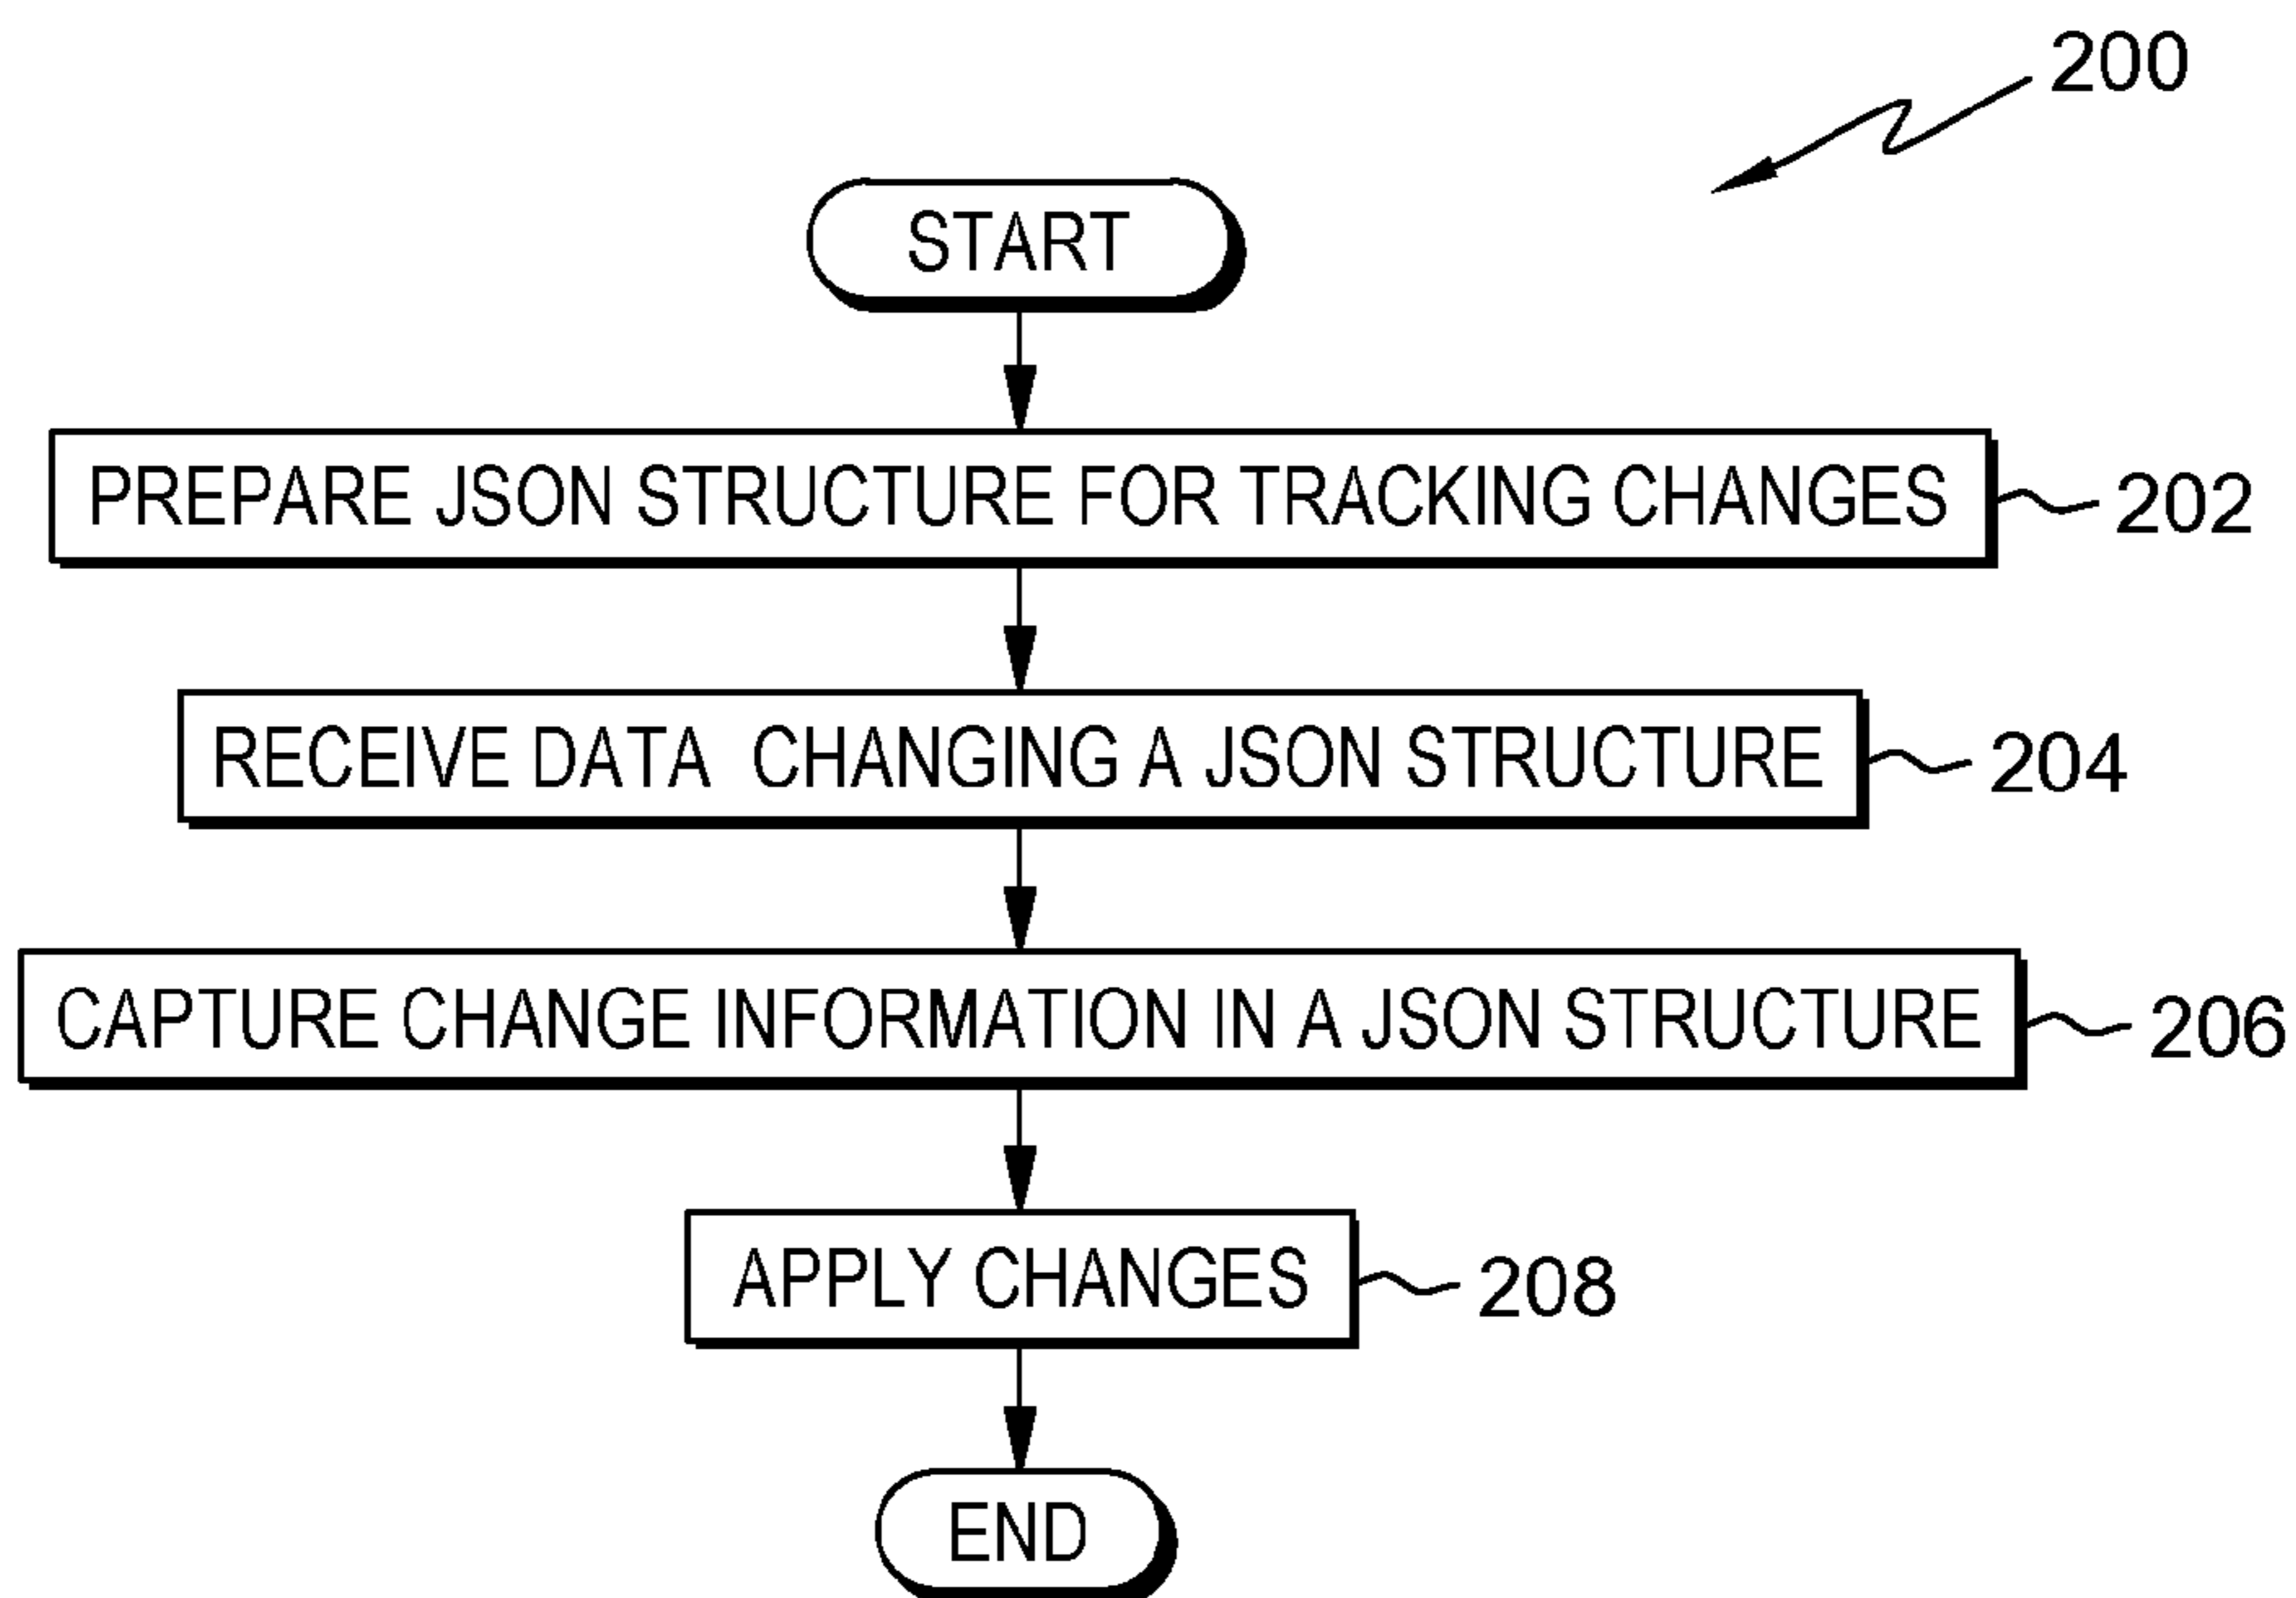 200
START
PREPARE JSON STRUCTURE FOR TRACKING CHANGES 202
RECEIVE DATA CHANGING A JSON STRUCTURE 204
CAPTURE CHANGE INFORMATION IN A JSON STRUCTURE 206
APPLY CHANGES 208
END